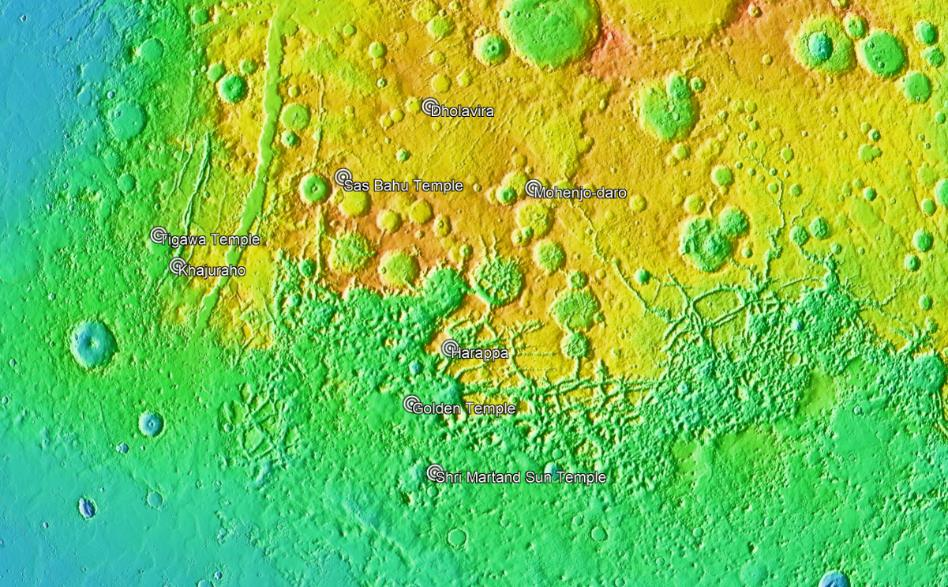 Dholavira
Sas Bahu Temple
Mohenjo-daro
Tigawa Temple
Khajuraho
Harappa
Golden Temple
Shri Martand Sun Temple